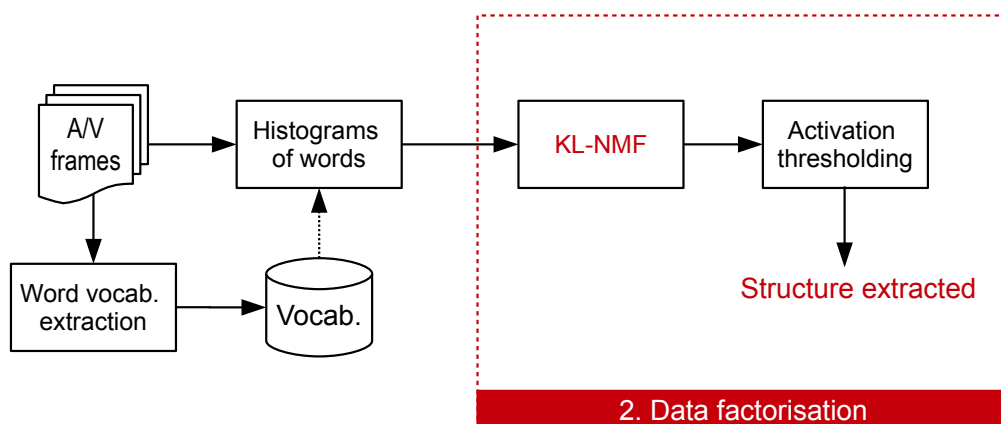 A/V
frames
Histograms
of words
KL-NMF
Activation
thresholding
Word vocab.
extraction
Vocab.
Structure extracted
2. Data factorisation